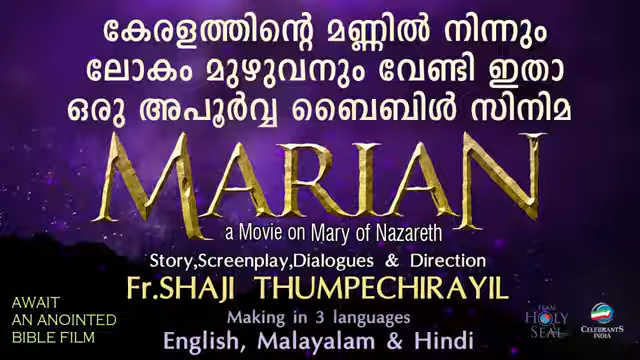 കേരളത്തിന്റെ മണ്ണിൽ നിന്നും
ലോകം മുഴുവനും വേണ്ടി ഇതാ
ഒരു അപൂർവ്വ ബൈബിൾ സിനിമ
MARIAN
a Movie on Mary of Nazareth
Story,Screenplay,Dialogues & Direction
Fr.SHAJI THUMPECHIRAYIL
Making in 3 languages
English, Malayalam & Hindi
AWAIT
AN ANOINTED
BIBLE FILM
TEAM
HOLY
SEAL
CELEBRANTS
INDIA